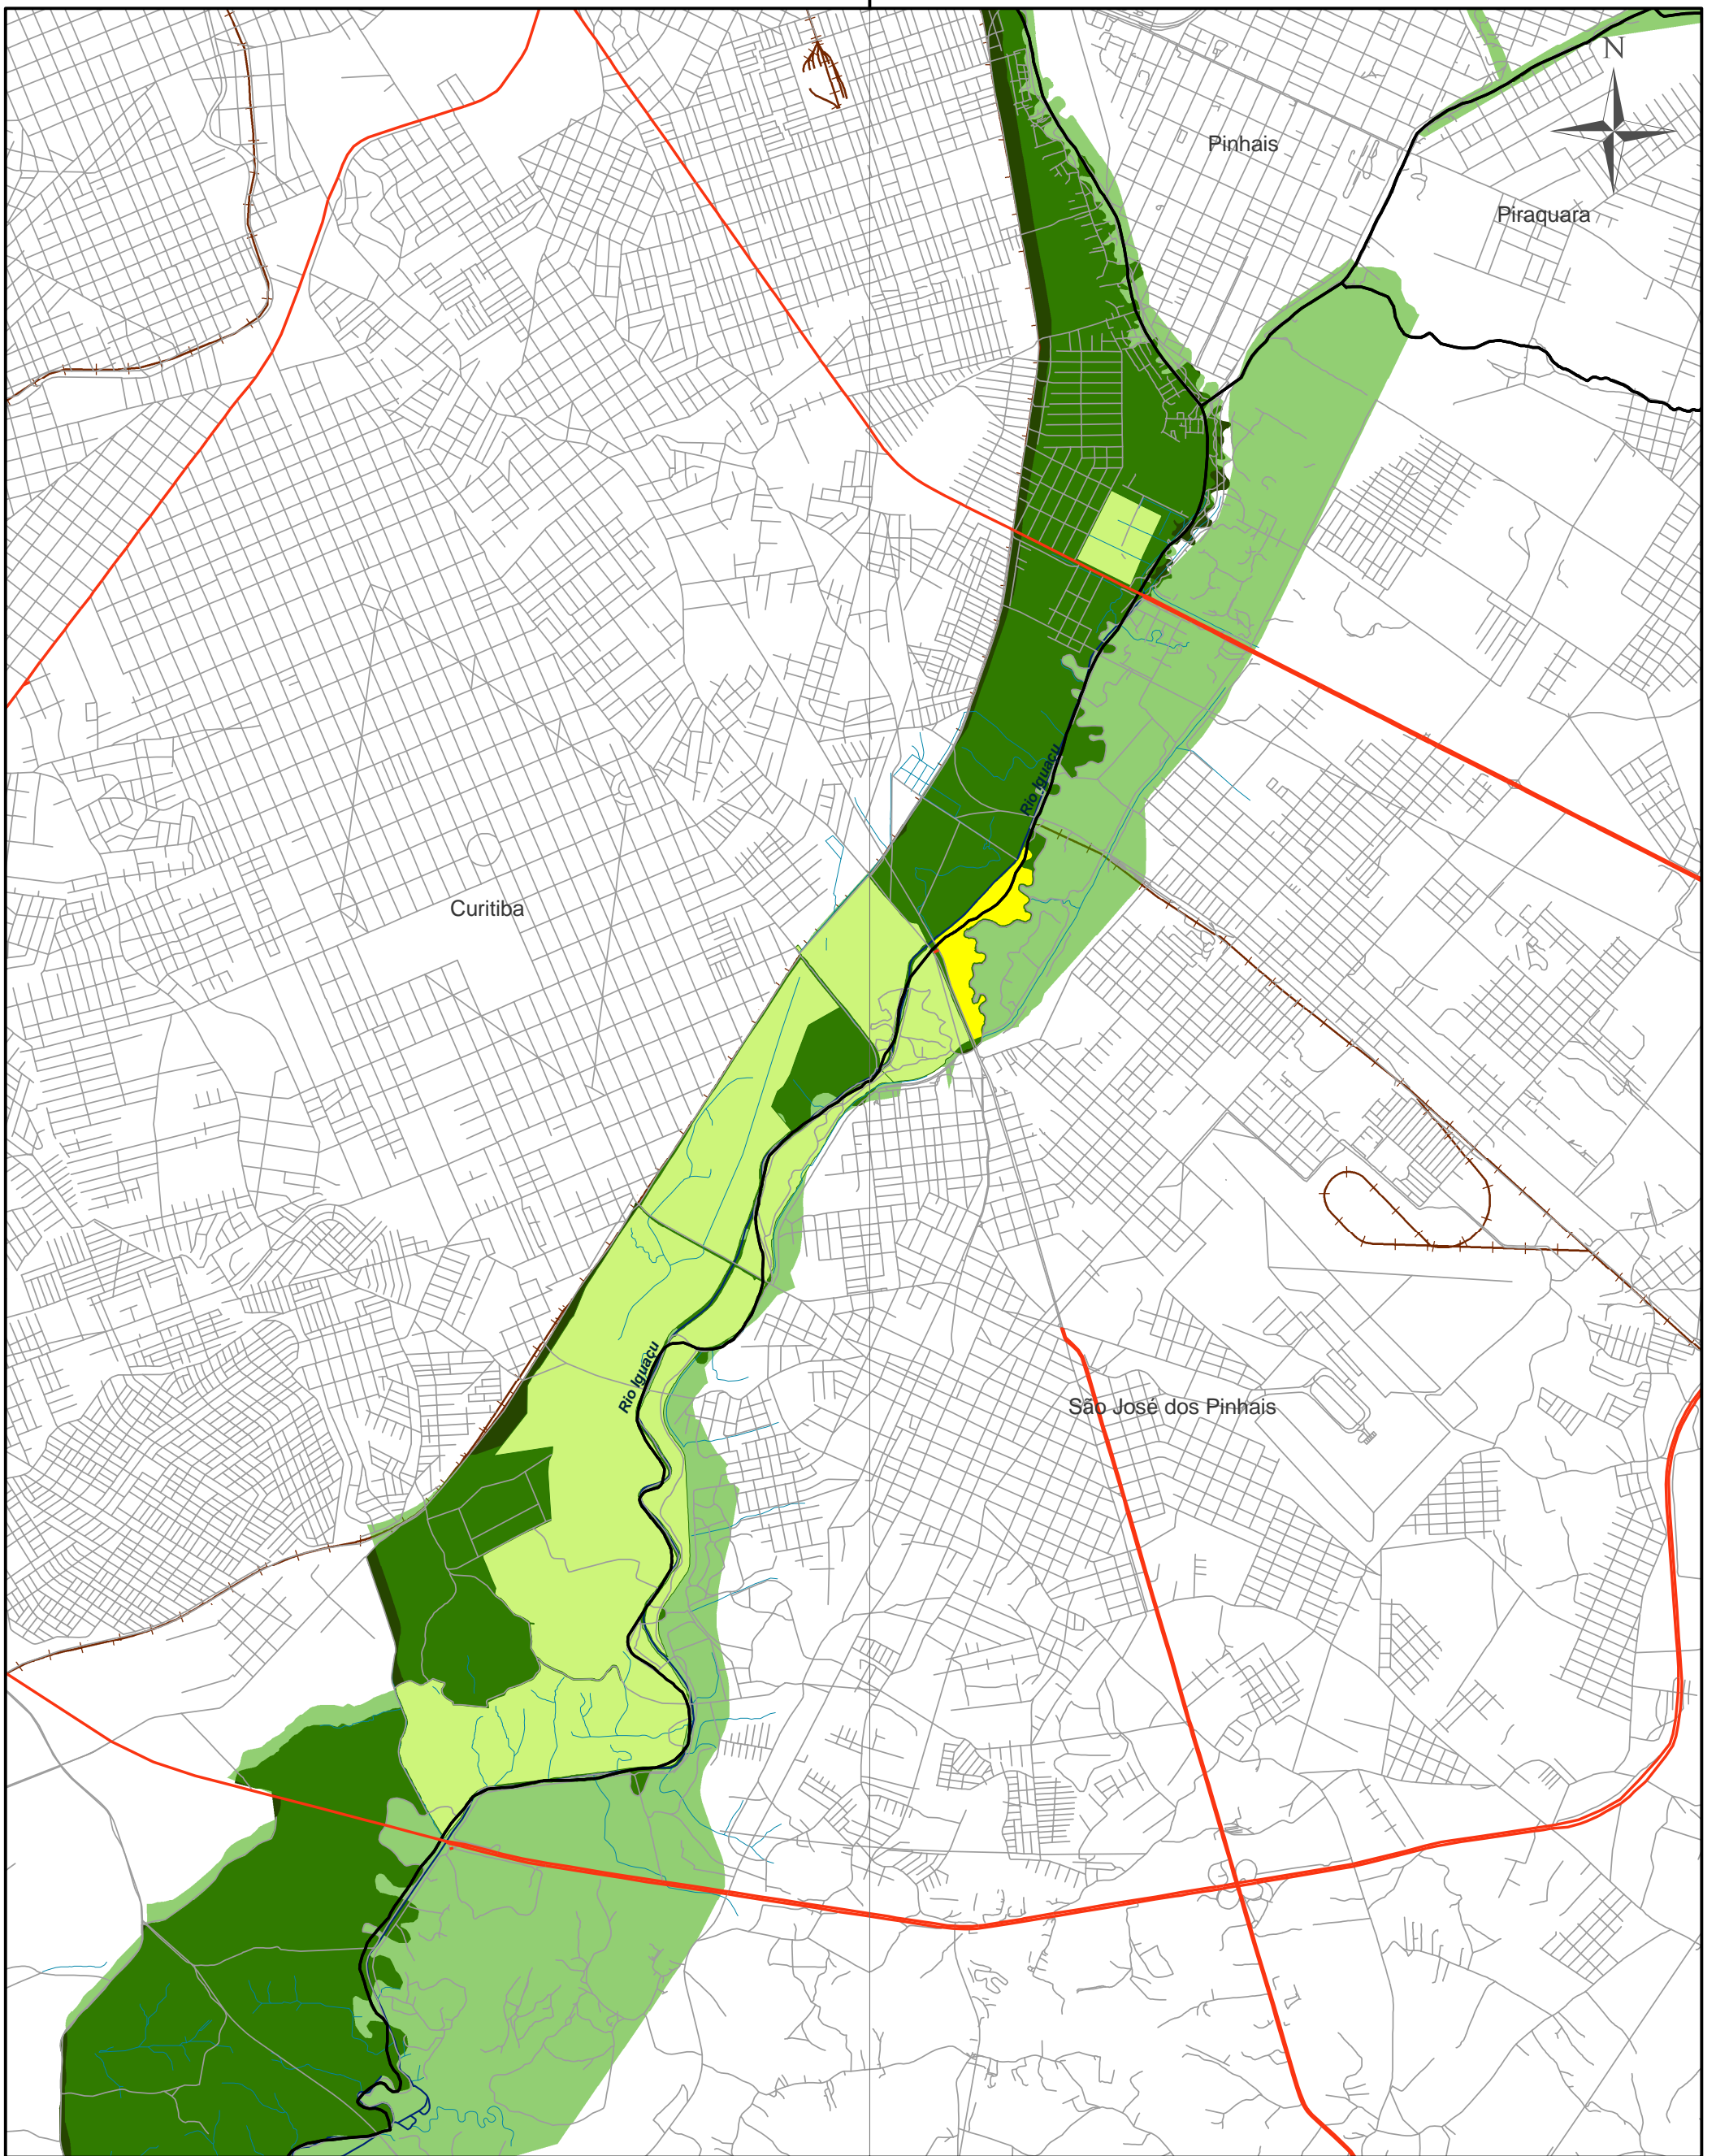 N
Pinhais
Piraquara
Rio Iguaçu
Curitiba
Rio Iguaçu
São José dos Pinhais